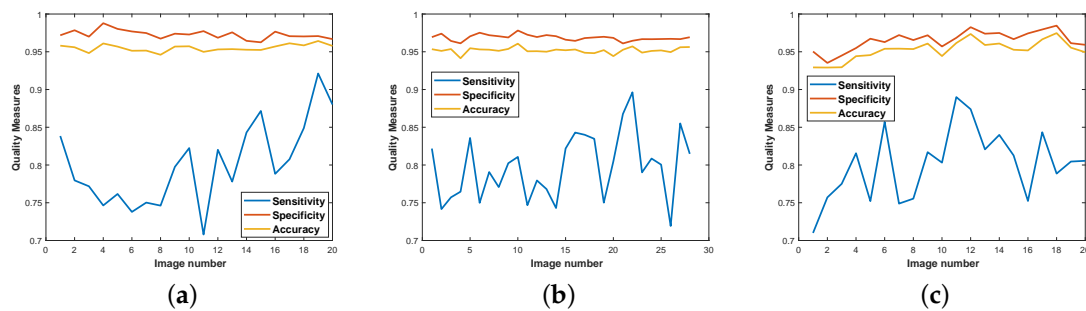 1
0.95
0.9
0.85
0.8
0.75
0.7
Quality Measures
Sensitivity
Specificity
Accuracy
0 2 4 6 8 10 12 14 16 18 20
Image number
(a)
1
0.95
0.9
0.85
0.8
0.75
0.7
Quality Measures
Sensitivity
Specificity
Accuracy
0 5 10 15 20 25 30
Image number
(b)
1
0.95
0.9
0.85
0.8
0.75
0.7
Quality Measures
Sensitivity
Specificity
Accuracy
0 2 4 6 8 10 12 14 16 18 20
Image number
(c)